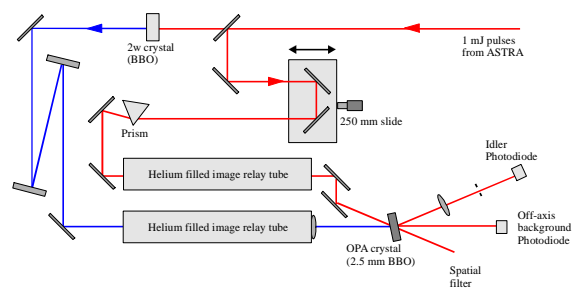 1 mJ pulses
from ASTRA
2w crystal
(BBO)
250 mm slide
Prism
Idler
Photodiode
Helium filled image relay tube
Off-axis
background
Photodiode
Helium filled image relay tube
OPA crystal
(2.5 mm BBO)
Spatial
filter